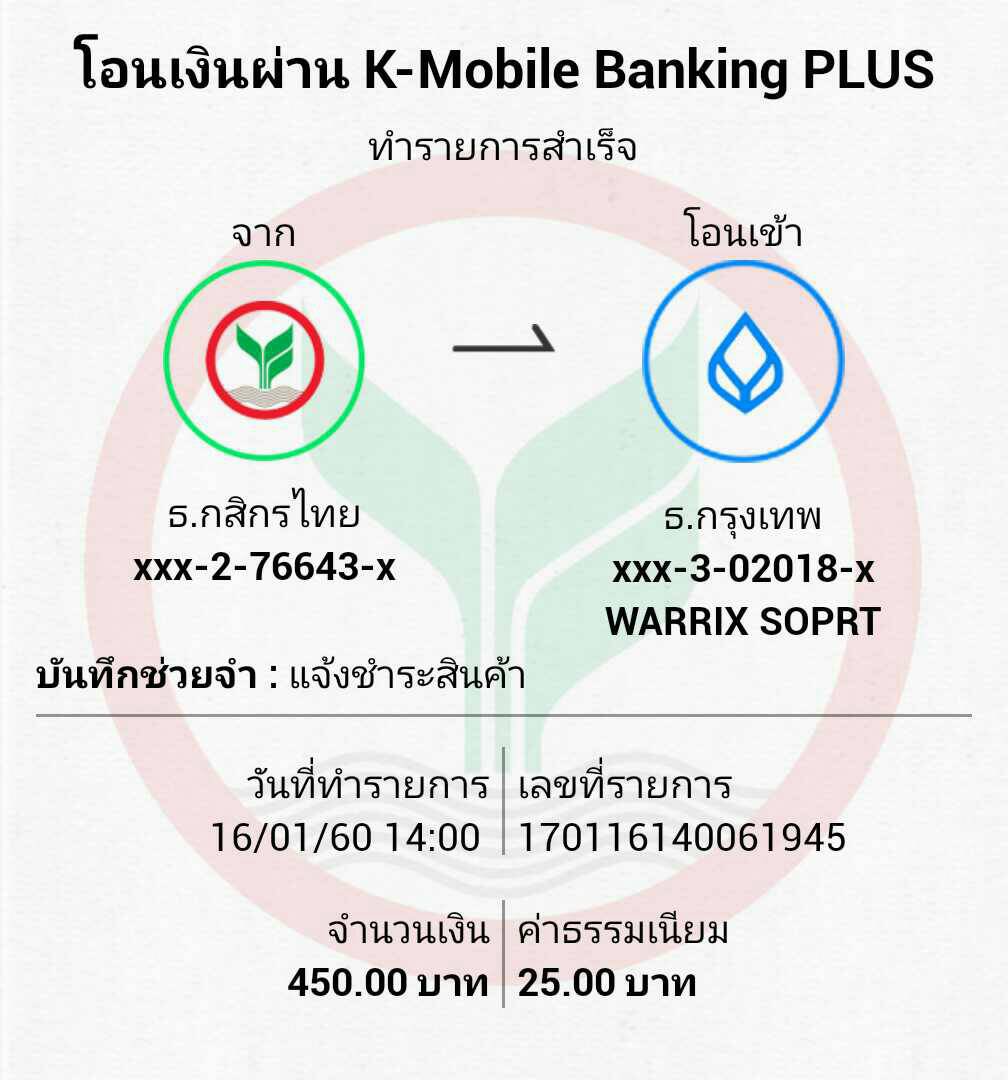 โอนเงินผ่าน K-Mobile Banking PLUS
ทำรายการสำเร็จ
จาก
โอนเข้า
ธ.กสิกรไทย
xxx-2-76643-x
ธ.กรุงเทพ
xxx-3-02018-x
WARRIX SOPRT
บันทึกช่วยจำ : แจ้งชำระสินค้า
วันที่ทำรายการ
16/01/60 14:00
เลขที่รายการ
170116140061945
จำนวนเงิน
450.00 บาท
ค่าธรรมเนียม
25.00 บาท